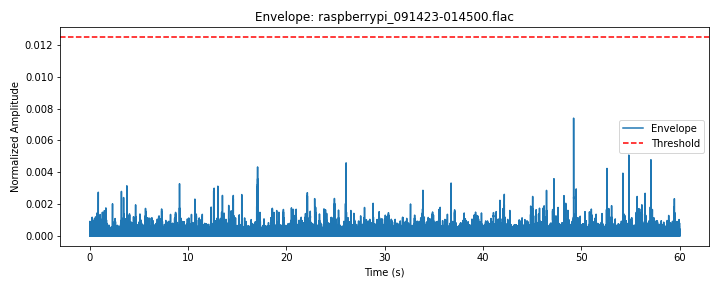 Envelope: raspberrypi_091423-014500.flac
0.012
0.010
0.008
0.006
0.004
0.002
0.000
Normalized Amplitude
Envelope
Threshold
0 10 20 30 40 50 60
Time (s)